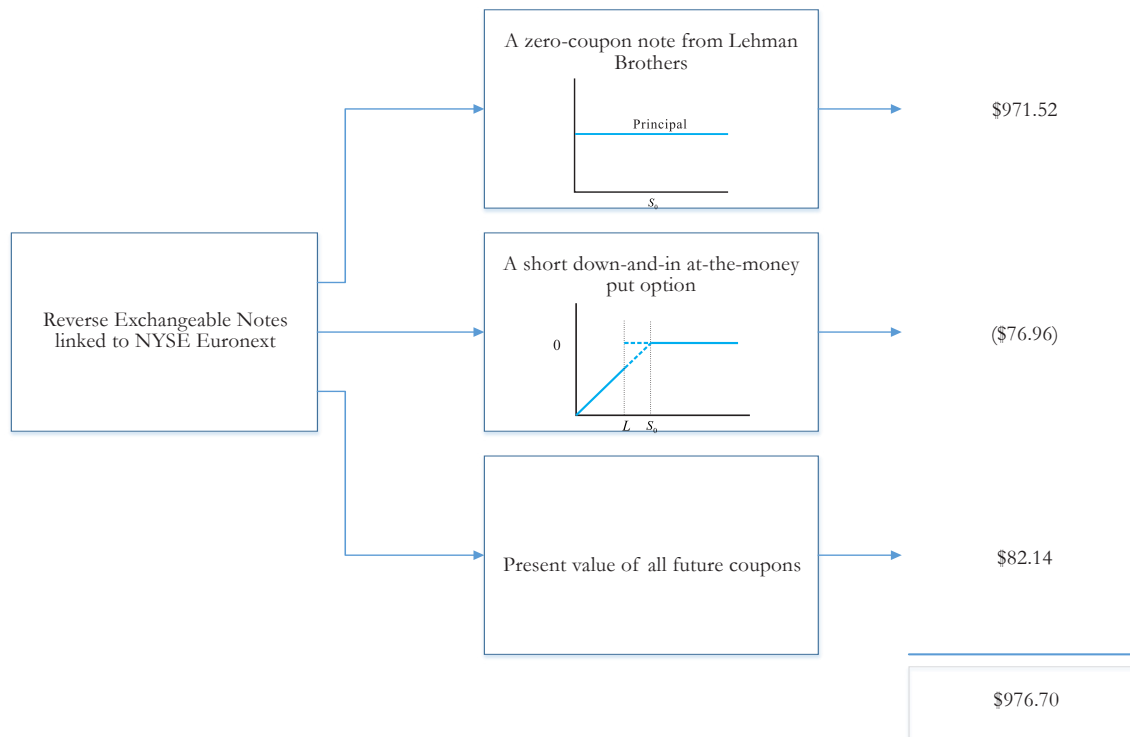 A zero-coupon note from Lehman
Brothers
Principal
S₀
$971.52
Reverse Exchangeable Notes
linked to NYSE Euronext
A short down-and-in at-the-money
put option
0
L S₀
($76.96)
Present value of all future coupons
$82.14
$976.70